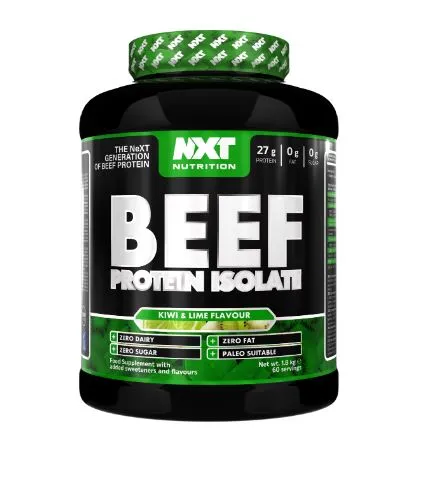 NXT
NXT
NUTRITION
THE NeXT
GENERATION
OF BEEF PROTEIN
27g PROTEIN
0g FAT
0g SUGAR
BEEF
PROTEIN ISOLATE
KIWI & LIME FLAVOUR
+ ZERO DAIRY
+ ZERO FAT
+ ZERO SUGAR
+ PALEO SUITABLE
Food Supplement with
added sweeteners and flavours
Net wt. 1.8 kg e
60 servings